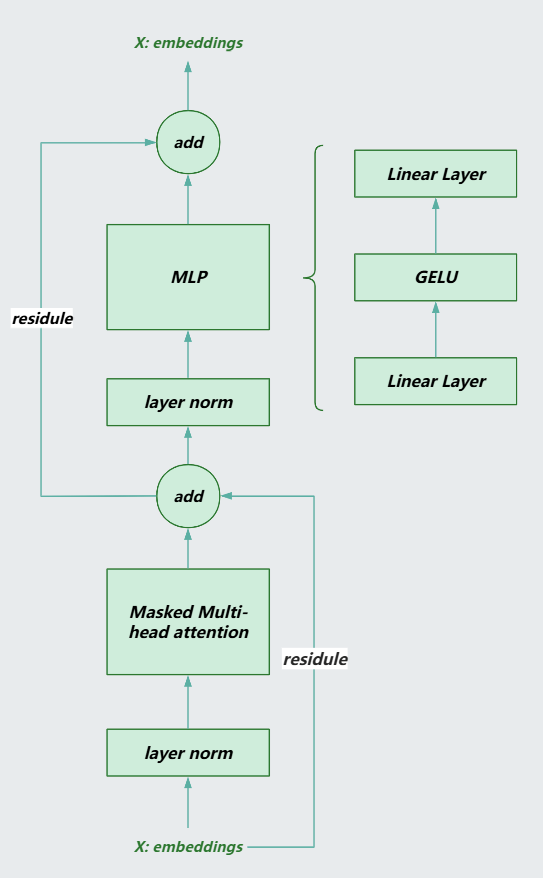 X: embeddings
add
Linear Layer
MLP
GELU
residule
Linear Layer
layer norm
add
Masked Multi-
head attention
residule
layer norm
X: embeddings